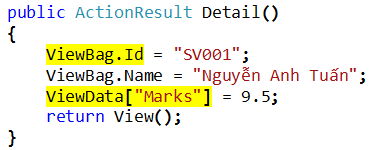 public ActionResult Detail()
{
ViewBag.Id = "SV001";
ViewBag.Name = "Nguyễn Anh Tuấn";
ViewData["Marks"] = 9.5;
return View();
}